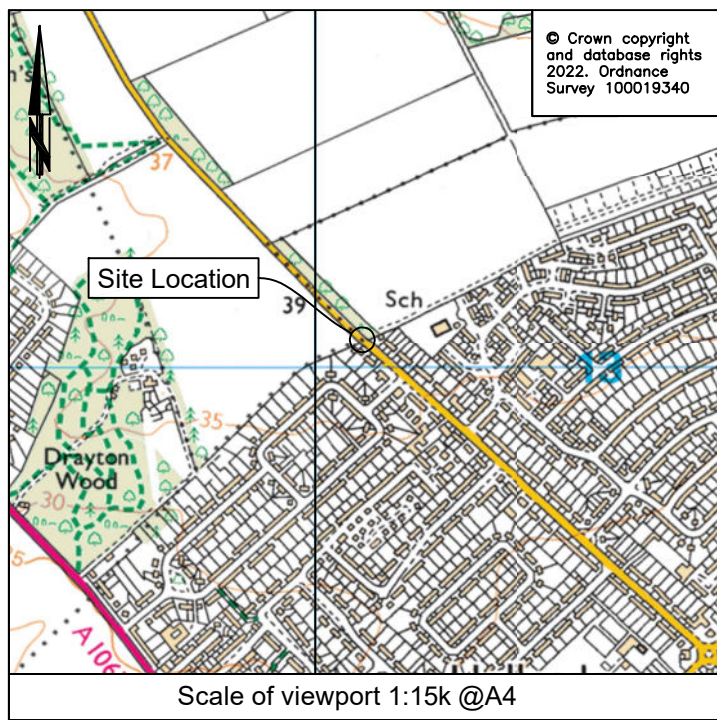 © Crown copyright
and database rights
2022. Ordnance
Survey 100019340
N
37
Site Location
39
Sch
13
35
Drayton
Wood
30
Scale of viewport 1:15k @A4